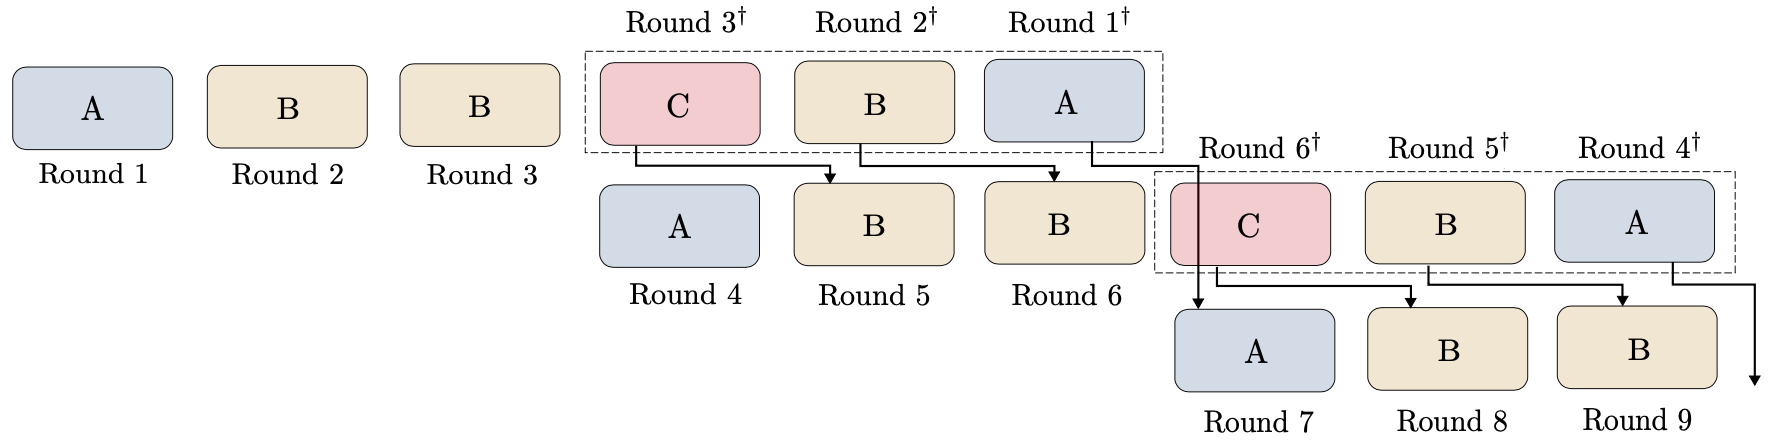 Round 3† Round 2† Round 1†
A B B C B A
Round 1 Round 2 Round 3
Round 6† Round 5† Round 4†
A B B C B A
Round 4 Round 5 Round 6
A B B
Round 7 Round 8 Round 9